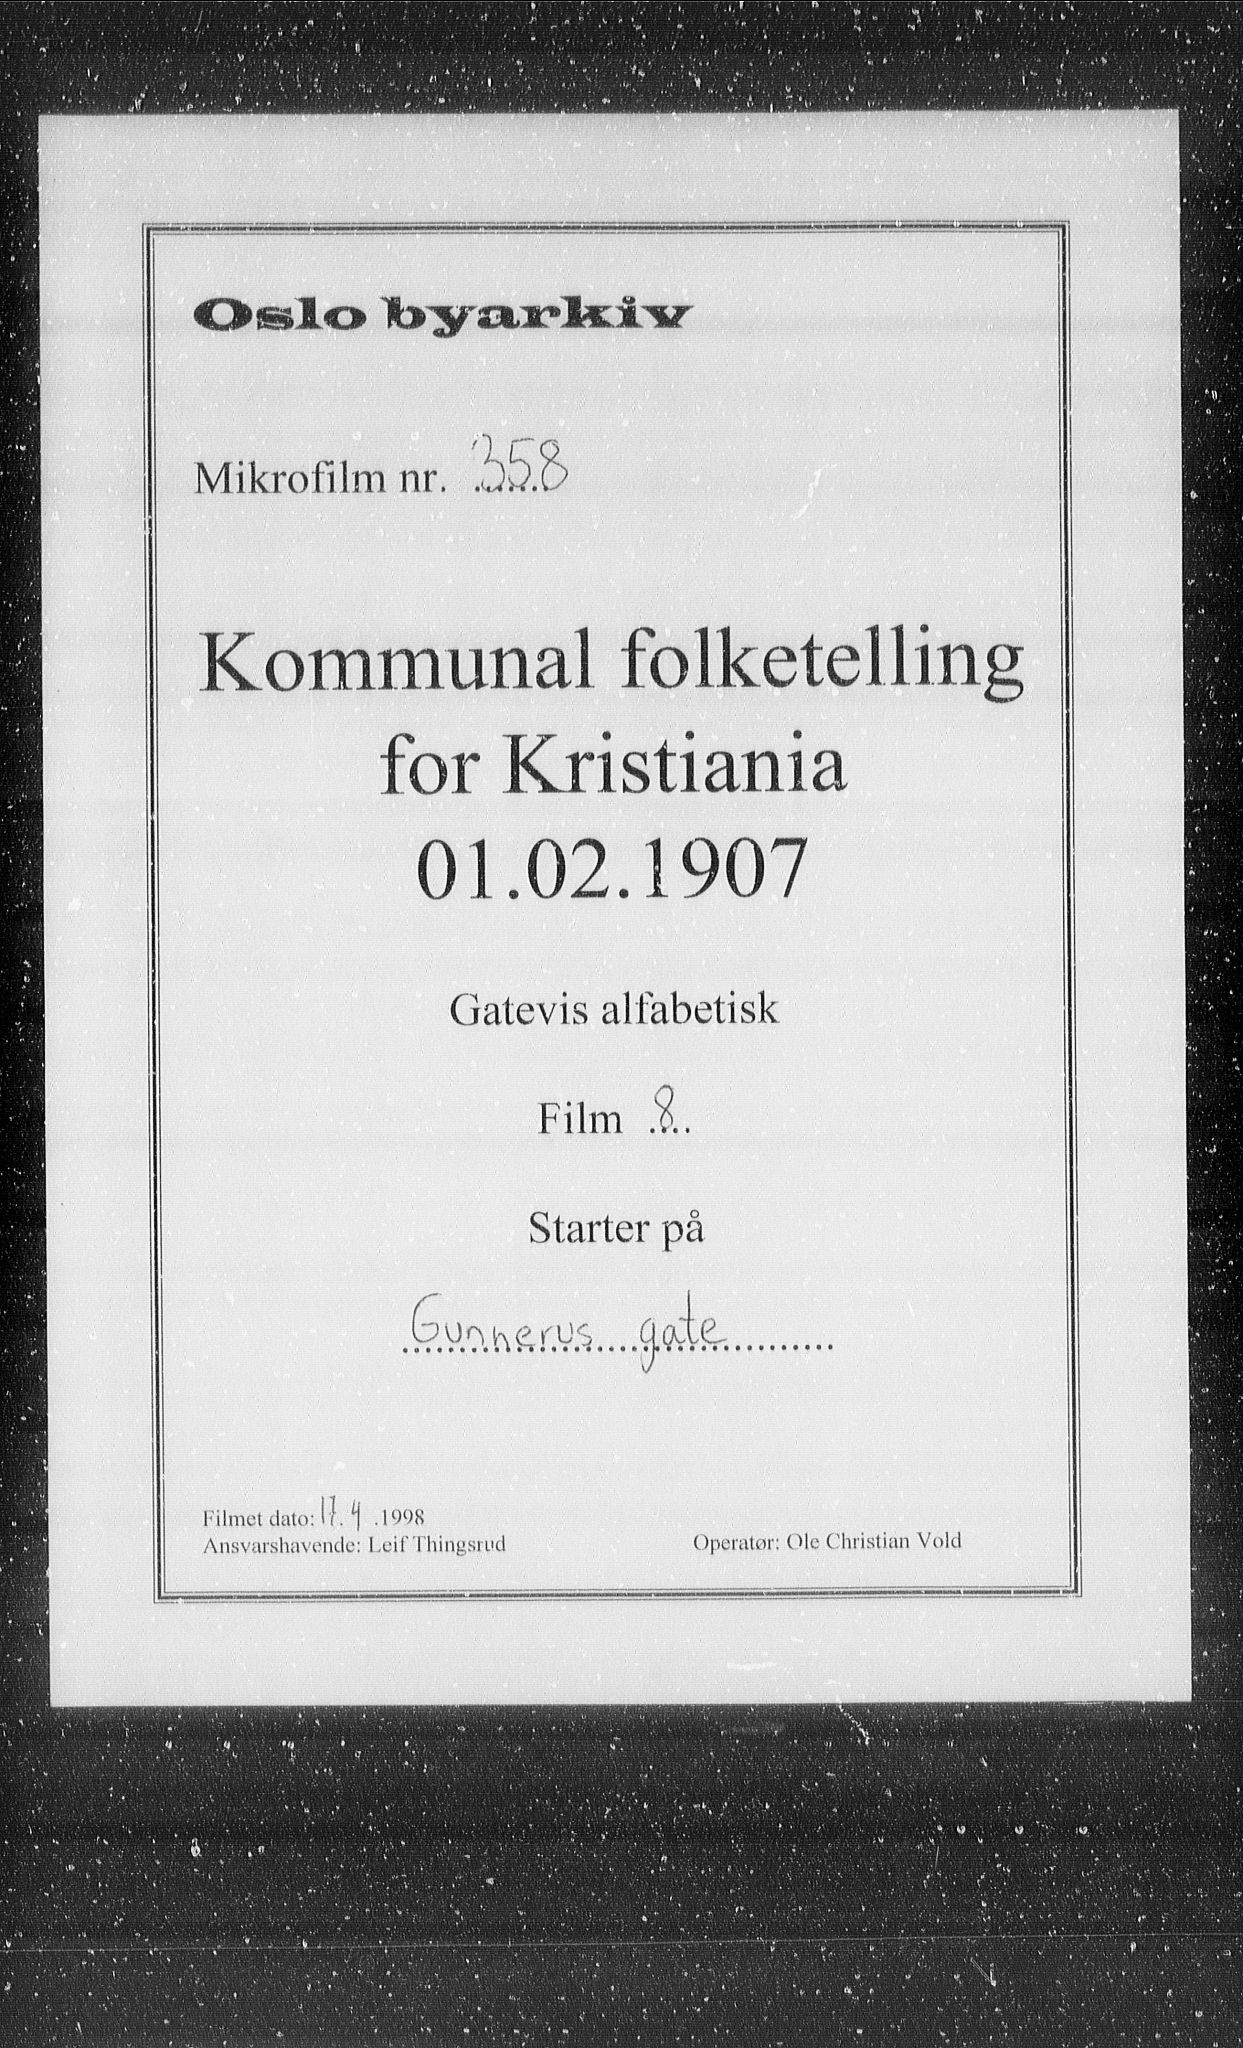 Oslo byarkiv
Mikrofilm nr. 358
Kommunal folketelling
for Kristiania
01.02.1907
Gatevis alfabetisk
Film 8
Starter på
Gunnerus gate
Filmet dato: 17.4.1998
Ansvarshavende: Leif Thingsrud
Operatør: Ole Christian Vold